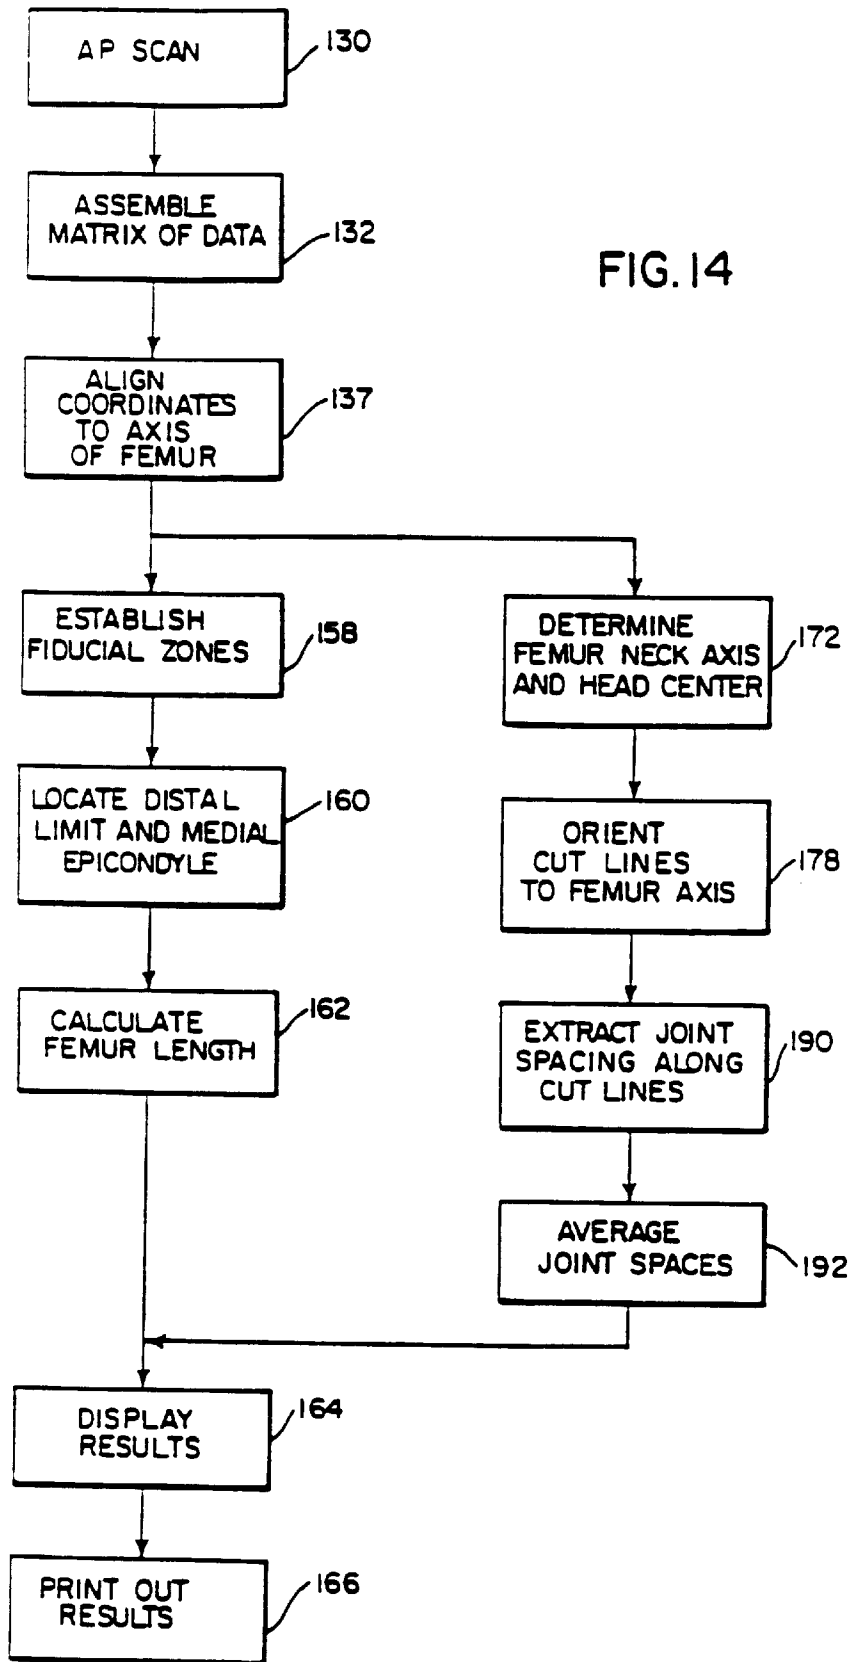 AP SCAN
130
ASSEMBLE
MATRIX OF DATA
132
FIG.14
ALIGN
COORDINATES
TO AXIS
OF FEMUR
137
ESTABLISH
FIDUCIAL ZONES
158
DETERMINE
FEMUR NECK AXIS
AND HEAD CENTER
172
LOCATE DISTAL
LIMIT AND MEDIAL
EPICONDYLE
160
ORIENT
CUT LINES
TO FEMUR AXIS
178
CALCULATE
FEMUR LENGTH
162
EXTRACT JOINT
SPACING ALONG
CUT LINES
190
AVERAGE
JOINT SPACES
192
DISPLAY
RESULTS
164
PRINT OUT
RESULTS
166